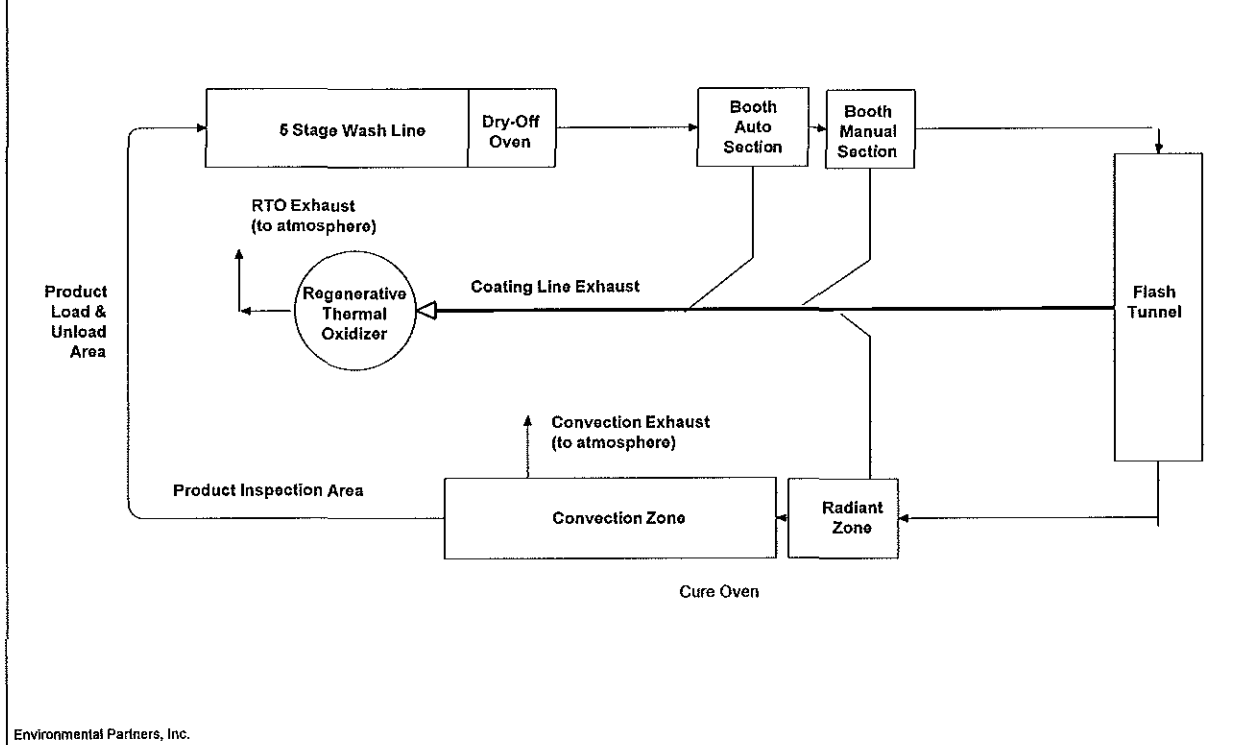 5 Stage Wash Line
Dry-Off
Oven
Booth
Auto
Section
Booth
Manual
Section
RTO Exhaust
(to atmosphere)
Product
Load &
Unload
Area
Regenerative
Thermal
Oxidizer
Coating Line Exhaust
Flash
Tunnel
Convection Exhaust
(to atmosphere)
Product Inspection Area
Convection Zone
Radiant
Zone
Cure Oven
Environmental Partners, Inc.